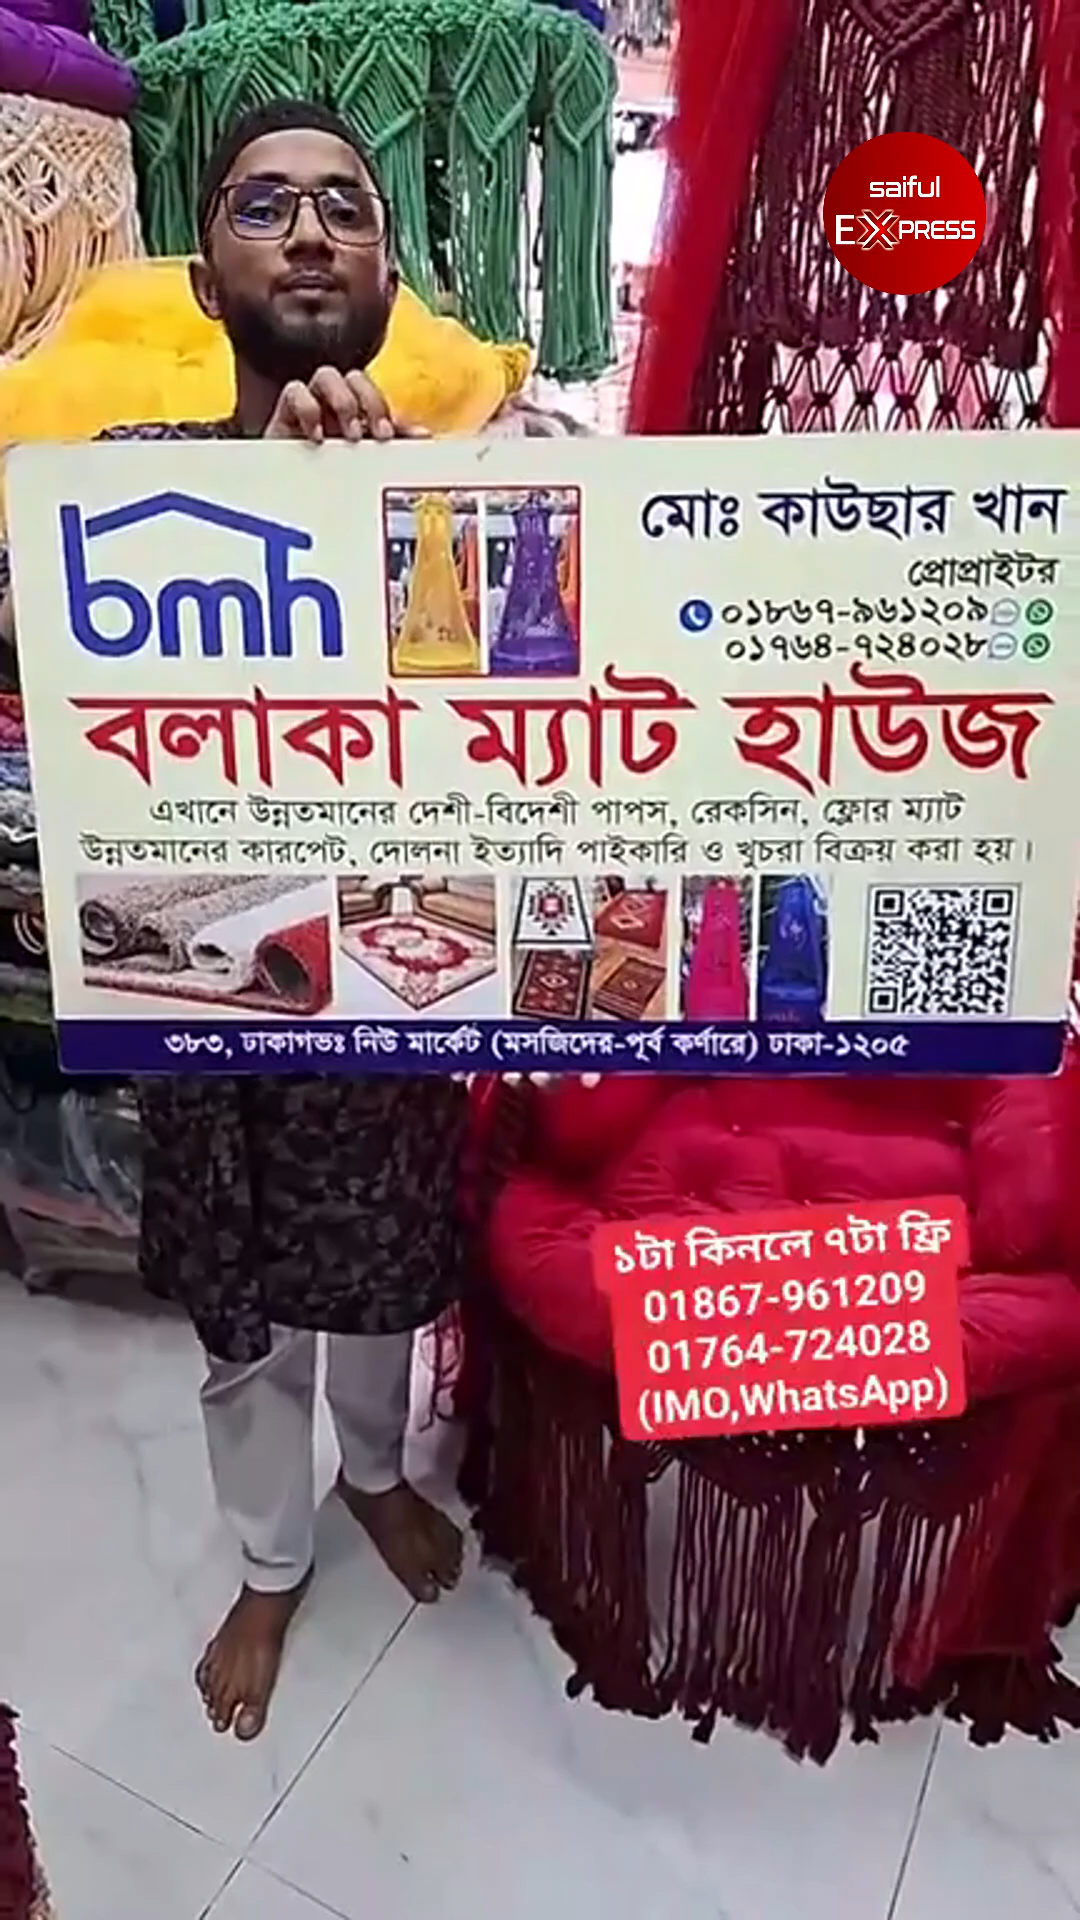 saiful
EXPRESS
bmh
মোঃ কাউছার খান
প্রোপ্রাইটর
০১৮৬৭-৯৬১২০৯
০১৭৬৪-৭২৪০২৮
বলাকা ম্যাট হাউজ
এখানে উন্নতমানের দেশী-বিদেশী পাপস, রেকসিন, ফ্লোর ম্যাট
উন্নতমানের কারপেট, দোলনা ইত্যাদি পাইকারি ও খুচরা বিক্রয় করা হয়।
৩৮৩, ঢাকাগভঃ নিউ মার্কেট (মসজিদের-পূর্ব কর্ণারে) ঢাকা-১২০৫
১টা কিনলে ৭টা ফ্রি
01867-961209
01764-724028
(IMO,WhatsApp)